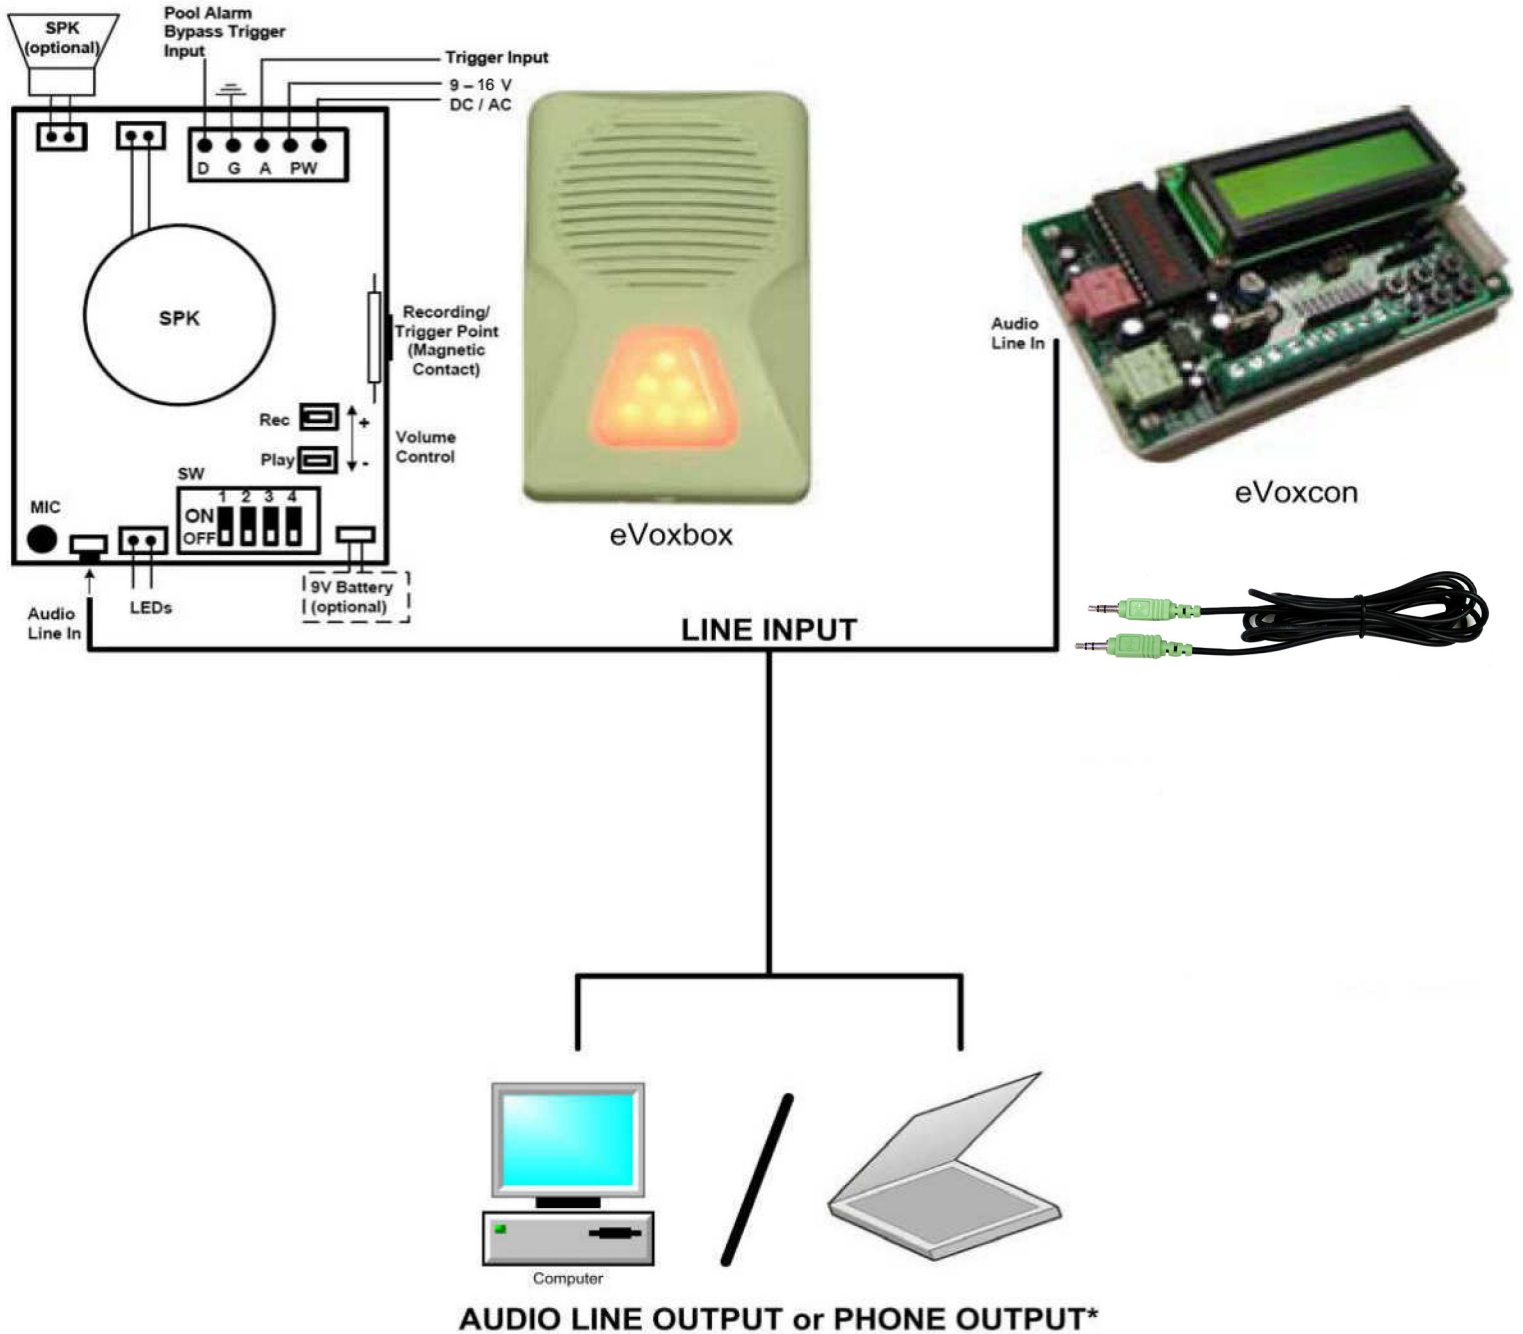 SPK
(optional)
Pool Alarm
Bypass Trigger
Input
Trigger Input
9 – 16 V
DC / AC
D G A PW
SPK
Recording/
Trigger Point
(Magnetic
Contact)
Rec
+
Play
-
Volume
Control
SW
1 2 3 4
ON
OFF
MIC
Audio
Line In
LEDs
9V Battery
(optional)
eVoxbox
Audio
Line In
eVoxcon
LINE INPUT
Computer
AUDIO LINE OUTPUT or PHONE OUTPUT*